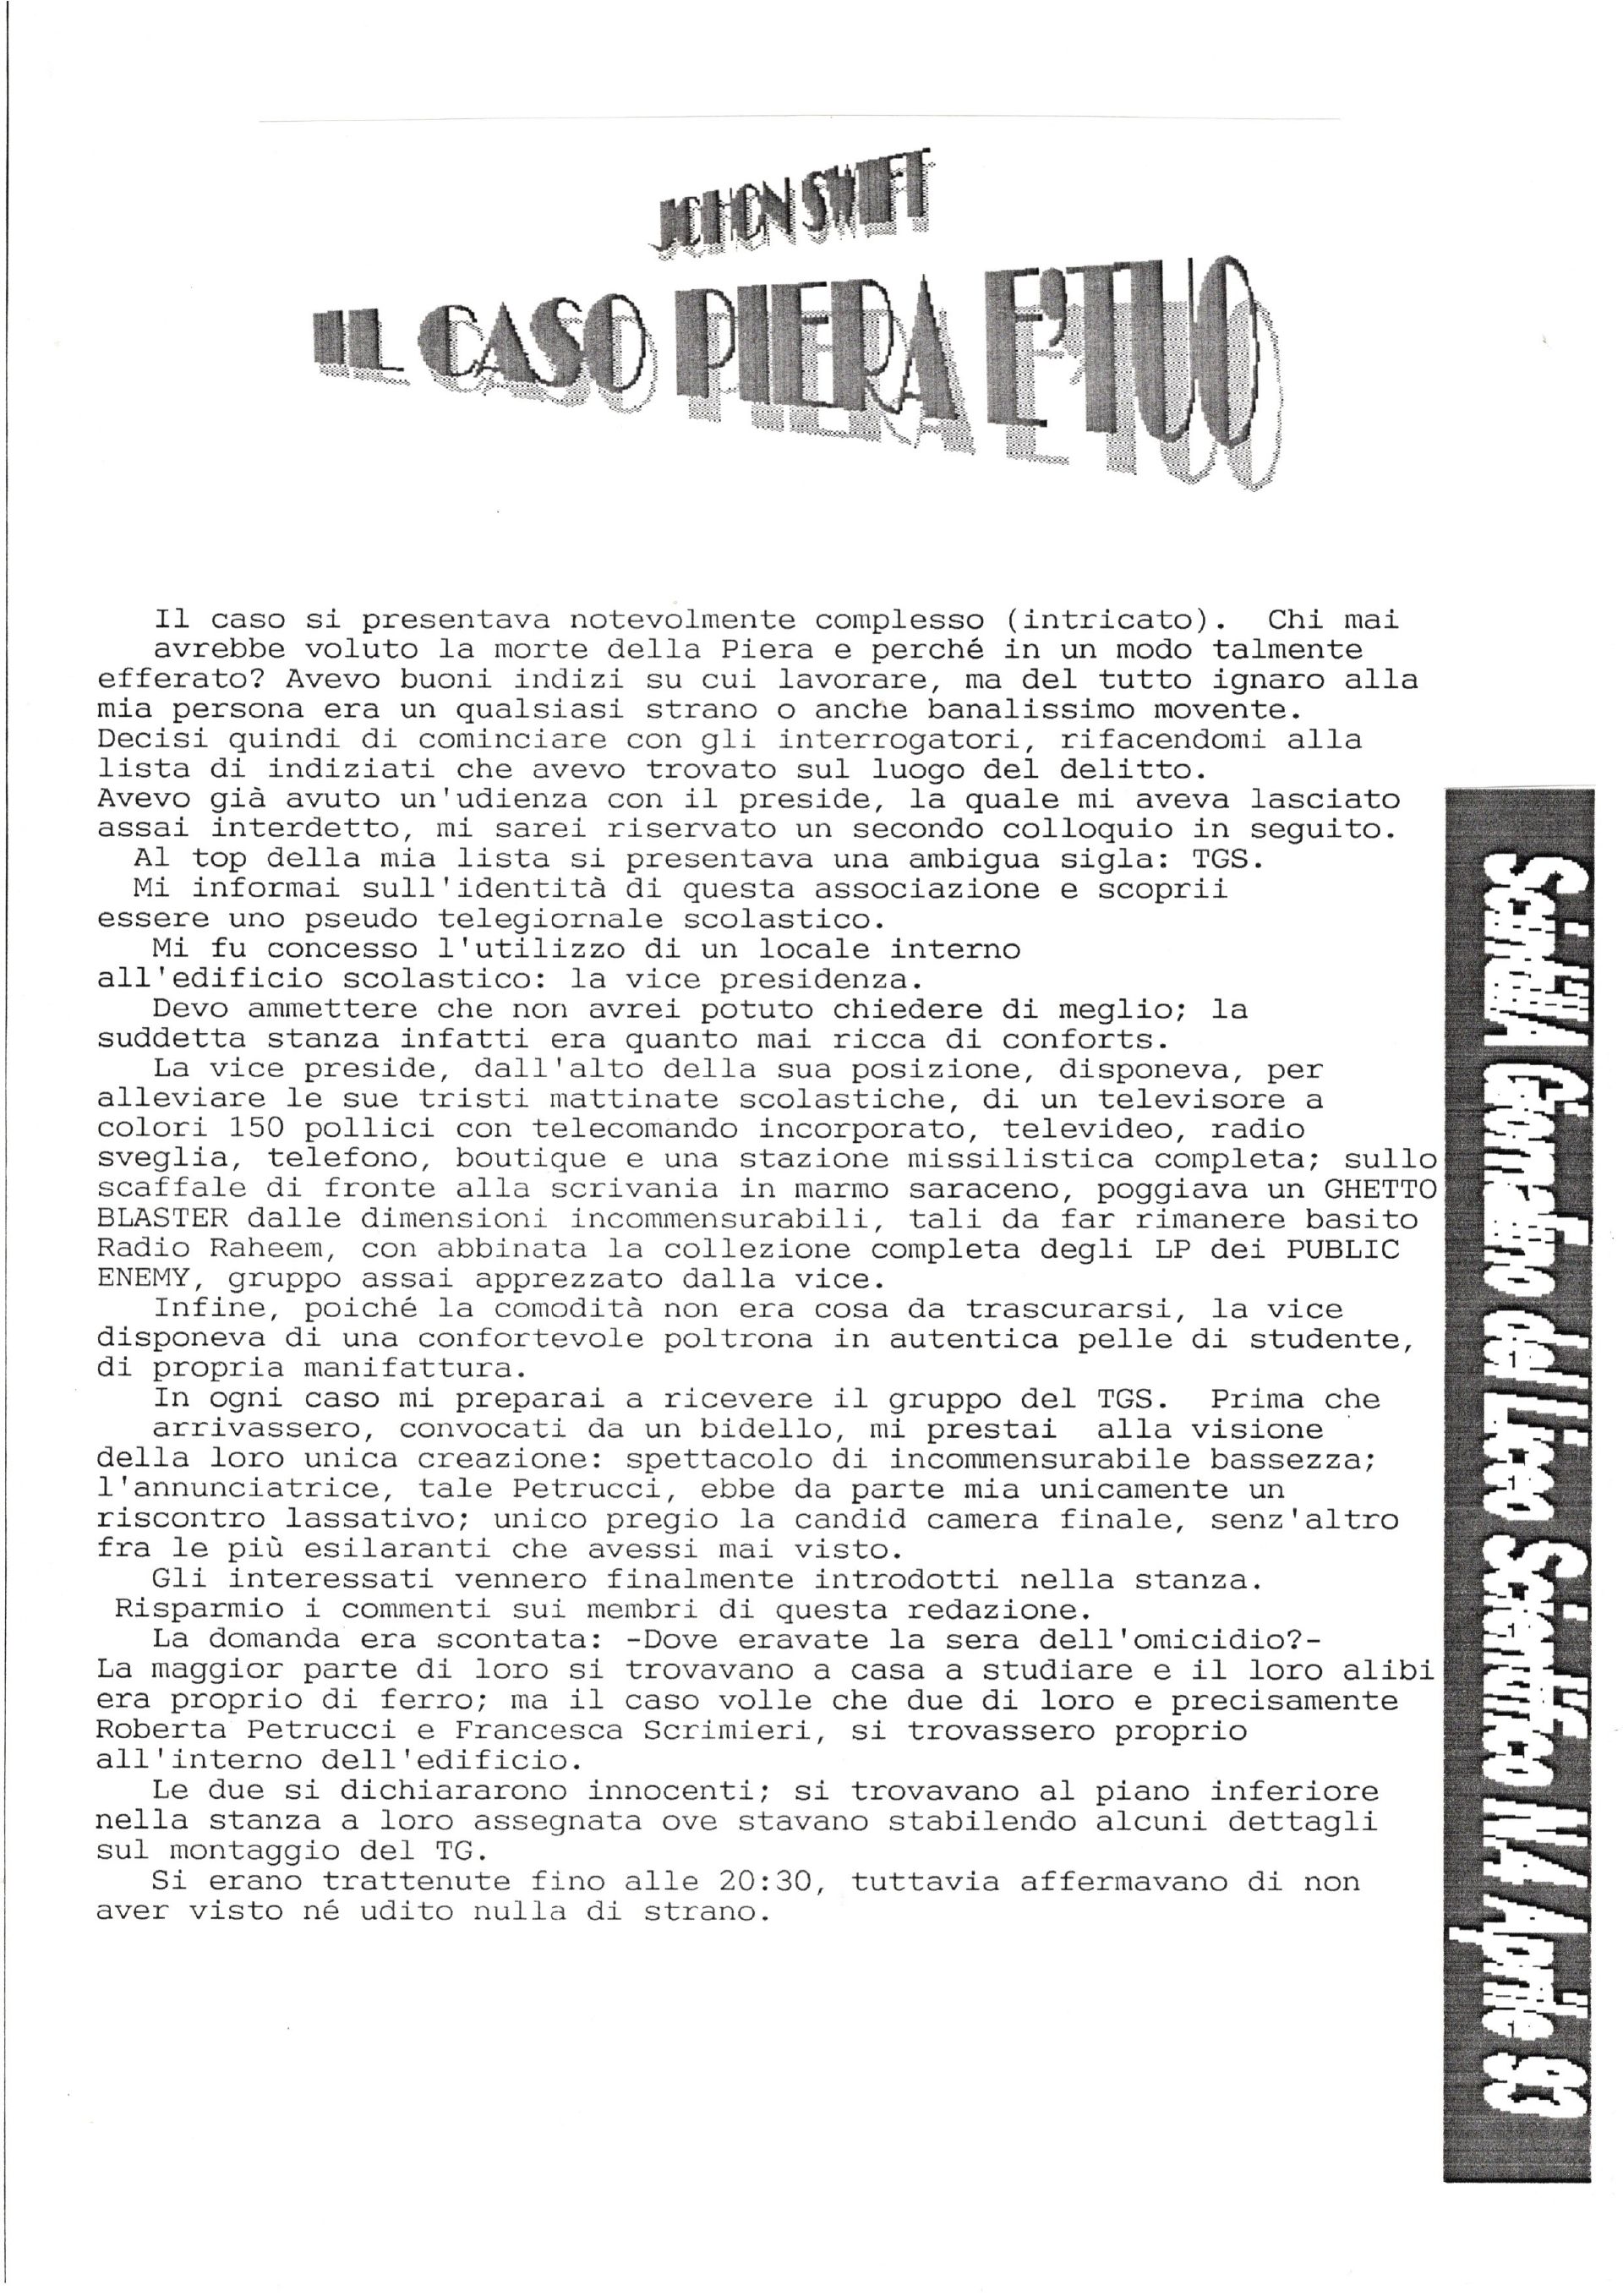 JOHON SWIFT
IL CASO PIERA E'TUO
Il caso si presentava notevolmente complesso (intricato). Chi mai
avrebbe voluto la morte della Piera e perché in un modo talmente
efferato? Avevo buoni indizi su cui lavorare, ma del tutto ignaro alla
mia persona era un qualsiasi strano o anche banalissimo movente.
Decisi quindi di cominciare con gli interrogatori, rifacendomi alla
lista di indiziati che avevo trovato sul luogo del delitto.
Avevo già avuto un'udienza con il preside, la quale mi aveva lasciato
assai interdetto, mi sarei riservato un secondo colloquio in seguito.
Al top della mia lista si presentava una ambigua sigla: TGS.
Mi informai sull'identità di questa associazione e scoprii
essere uno pseudo telegiornale scolastico.
Mi fu concesso l'utilizzo di un locale interno
all'edificio scolastico: la vice presidenza.
Devo ammettere che non avrei potuto chiedere di meglio; la
suddetta stanza infatti era quanto mai ricca di conforts.
La vice preside, dall'alto della sua posizione, disponeva, per
alleviare le sue tristi mattinate scolastiche, di un televisore a
colori 150 pollici con telecomando incorporato, televideo, radio
sveglia, telefono, boutique e una stazione missilistica completa; sullo
scaffale di fronte alla scrivania in marmo saraceno, poggiava un GHETTO
BLASTER dalle dimensioni incommensurabili, tali da far rimanere basito
Radio Raheem, con abbinata la collezione completa degli LP dei PUBLIC
ENEMY, gruppo assai apprezzato dalla vice.
Infine, poiché la comodità non era cosa da trascurarsi, la vice
disponeva di una confortevole poltrona in autentica pelle di studente,
di propria manifattura.
In ogni caso mi preparai a ricevere il gruppo del TGS. Prima che
arrivassero, convocati da un bidello, mi prestai alla visione
della loro unica creazione: spettacolo di incommensurabile bassezza;
l'annunciatrice, tale Petrucci, ebbe da parte mia unicamente un
riscontro lassativo; unico pregio la candid camera finale, senz'altro
fra le più esilaranti che avessi mai visto.
Gli interessati vennero finalmente introdotti nella stanza.
Risparmio i commenti sui membri di questa redazione.
La domanda era scontata: -Dove eravate la sera dell'omicidio?-
La maggior parte di loro si trovavano a casa a studiare e il loro alibi
era proprio di ferro; ma il caso volle che due di loro e precisamente
Roberta Petrucci e Francesca Scrimieri, si trovassero proprio
all'interno dell'edificio.
Le due si dichiararono innocenti; si trovavano al piano inferiore
nella stanza a loro assegnata ove stavano stabilendo alcuni dettagli
sul montaggio del TG.
Si erano trattenute fino alle 20:30, tuttavia affermavano di non
aver visto né udito nulla di strano.
del Liceo Aprile